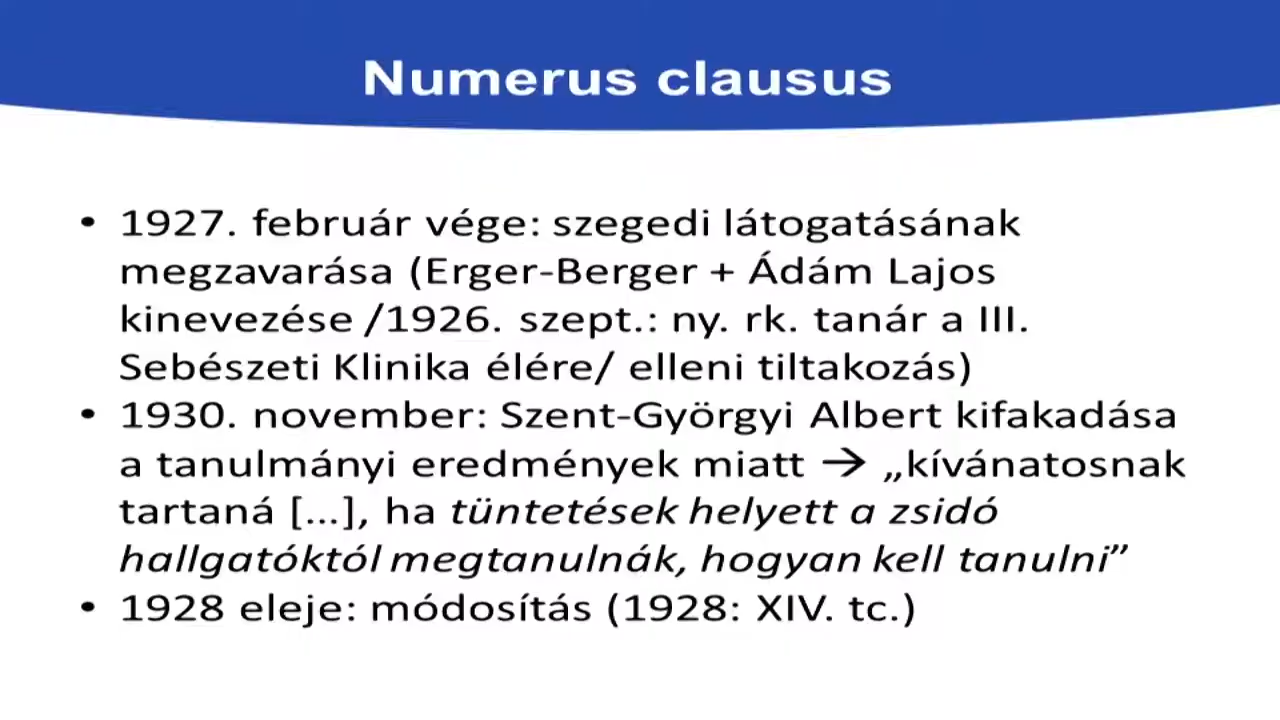 Numerus clausus
• 1927. február vége: szegedi látogatásának
megzavarása (Erger-Berger + Ádám Lajos
kinevezése /1926. szept.: ny. rk. tanár a III.
Sebészeti Klinika élére/ elleni tiltakozás)
• 1930. november: Szent-Györgyi Albert kifakadása
a tanulmányi eredmények miatt → „kívánatosnak
tartaná [...], ha tüntetések helyett a zsidó
hallgatóktól megtanulnák, hogyan kell tanulni”
• 1928 eleje: módosítás (1928: XIV. tc.)